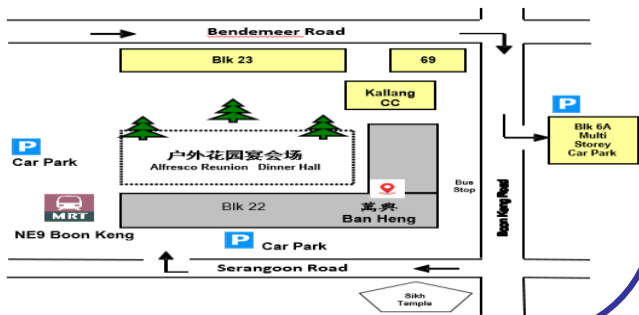 Bendemeer Road
Blk 23
69
Kallang
CC
P
Blk 6A
Multi
Storey
Car Park
P
Car Park
户外花园宴会场
Alfresco Reunion Dinner Hall
Bus
Stop
Boon Keng Road
MRT
NE9 Boon Keng
Blk 22
萬興
Ban Heng
P
Car Park
Serangoon Road
Sikh
Temple